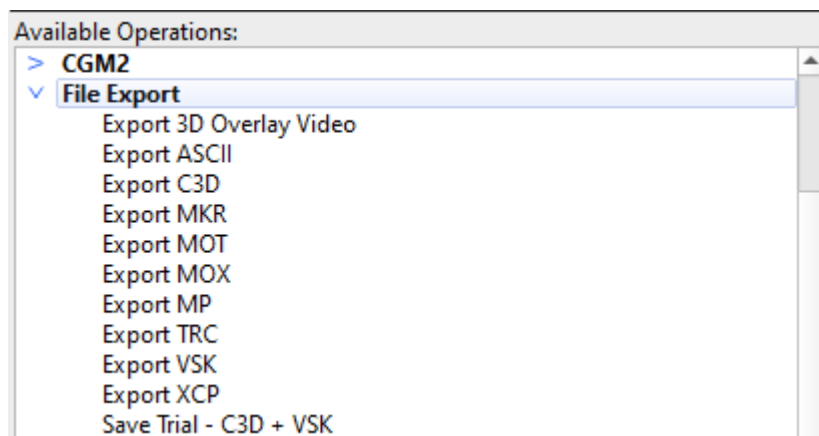 Available Operations:
CGM2
File Export
Export 3D Overlay Video
Export ASCII
Export C3D
Export MKR
Export MOT
Export MOX
Export MP
Export TRC
Export VSK
Export XCP
Save Trial - C3D + VSK